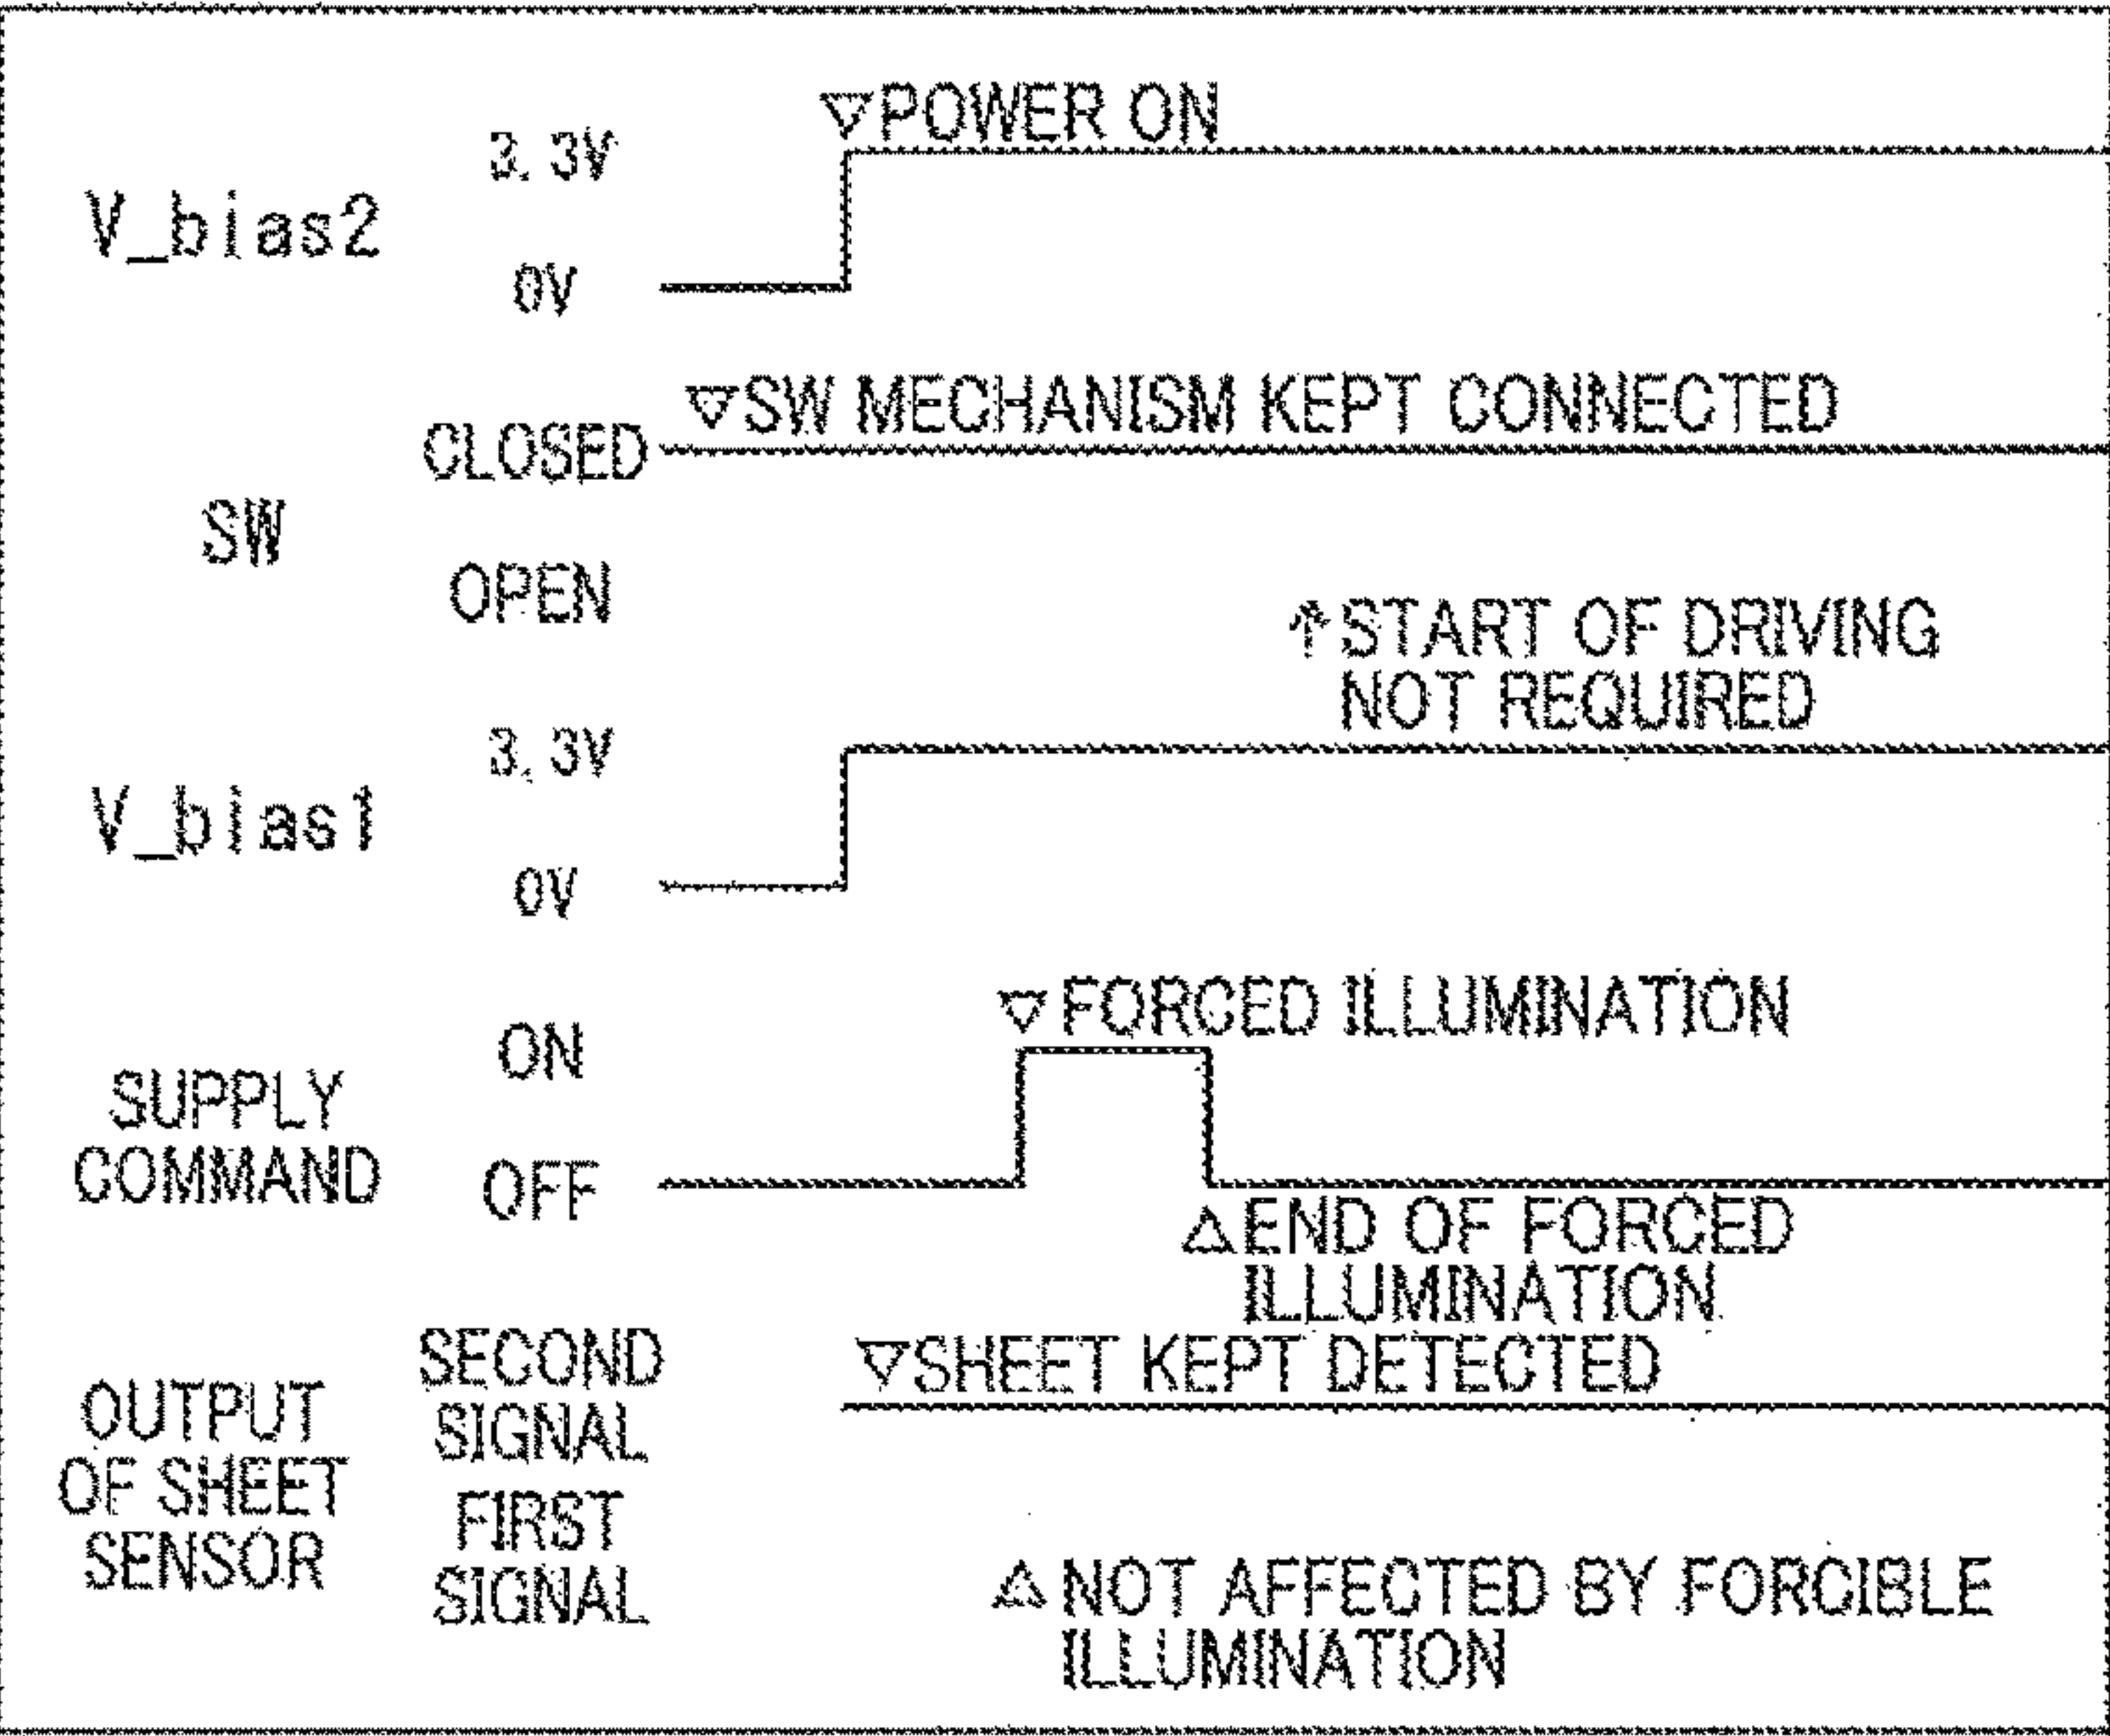 ▽POWER ON
3.3V
V_bias2
0V
▽SW MECHANISM KEPT CONNECTED
CLOSED
SW
OPEN
↑START OF DRIVING
NOT REQUIRED
3.3V
V_bias1
0V
▽ FORCED ILLUMINATION
ON
SUPPLY
COMMAND
OFF
△END OF FORCED
ILLUMINATION
▽SHEET KEPT DETECTED
SECOND
SIGNAL
OUTPUT
OF SHEET
SENSOR
FIRST
SIGNAL
△ NOT AFFECTED BY FORCIBLE
ILLUMINATION